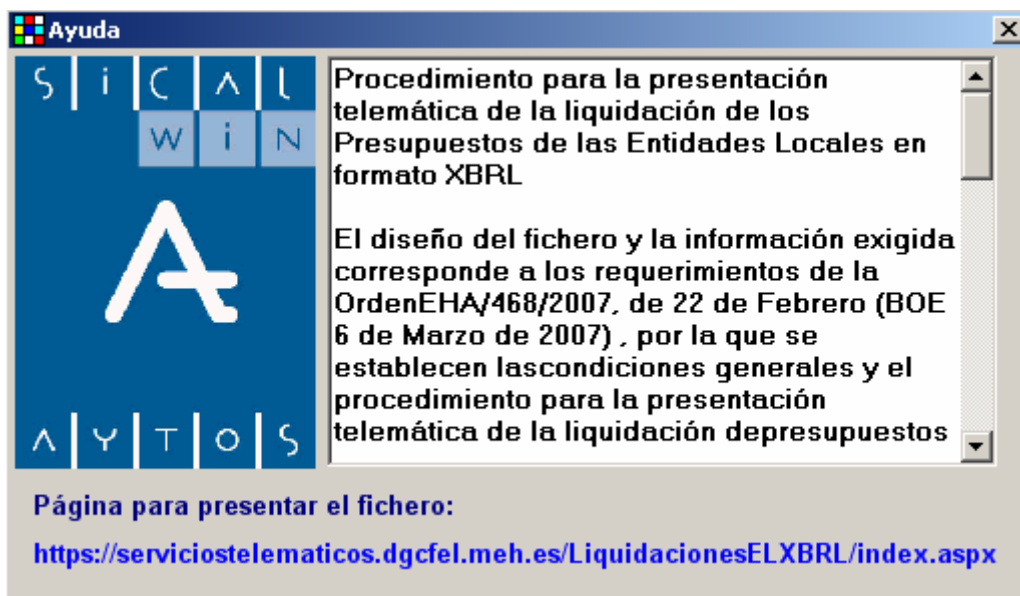 Ayuda
SiCAL
WiN
AYTOS
Procedimiento para la presentación
telemática de la liquidación de los
Presupuestos de las Entidades Locales en
formato XBRL
El diseño del fichero y la información exigida
corresponde a los requerimientos de la
OrdenEHA/468/2007, de 22 de Febrero (BOE
6 de Marzo de 2007) , por la que se
establecen lascondiciones generales y el
procedimiento para la presentación
telemática de la liquidación depresupuestos
Página para presentar el fichero:
https://serviciostelematicos.dgcfel.meh.es/LiquidacionesELXBRL/index.aspx